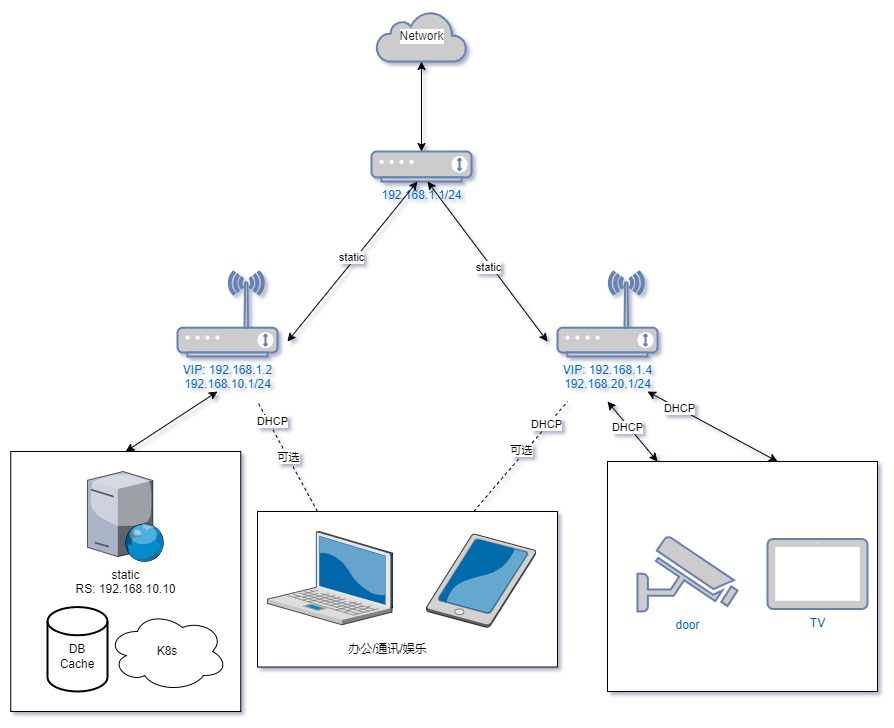 Network
192.168.1.1/24
static
static
VIP: 192.168.1.2
192.168.10.1/24
VIP: 192.168.1.4
192.168.20.1/24
DHCP
可选
DHCP
可选
DHCP
DHCP
static
RS: 192.168.10.10
DB
Cache
K8s
办公/通讯/娱乐
door
TV